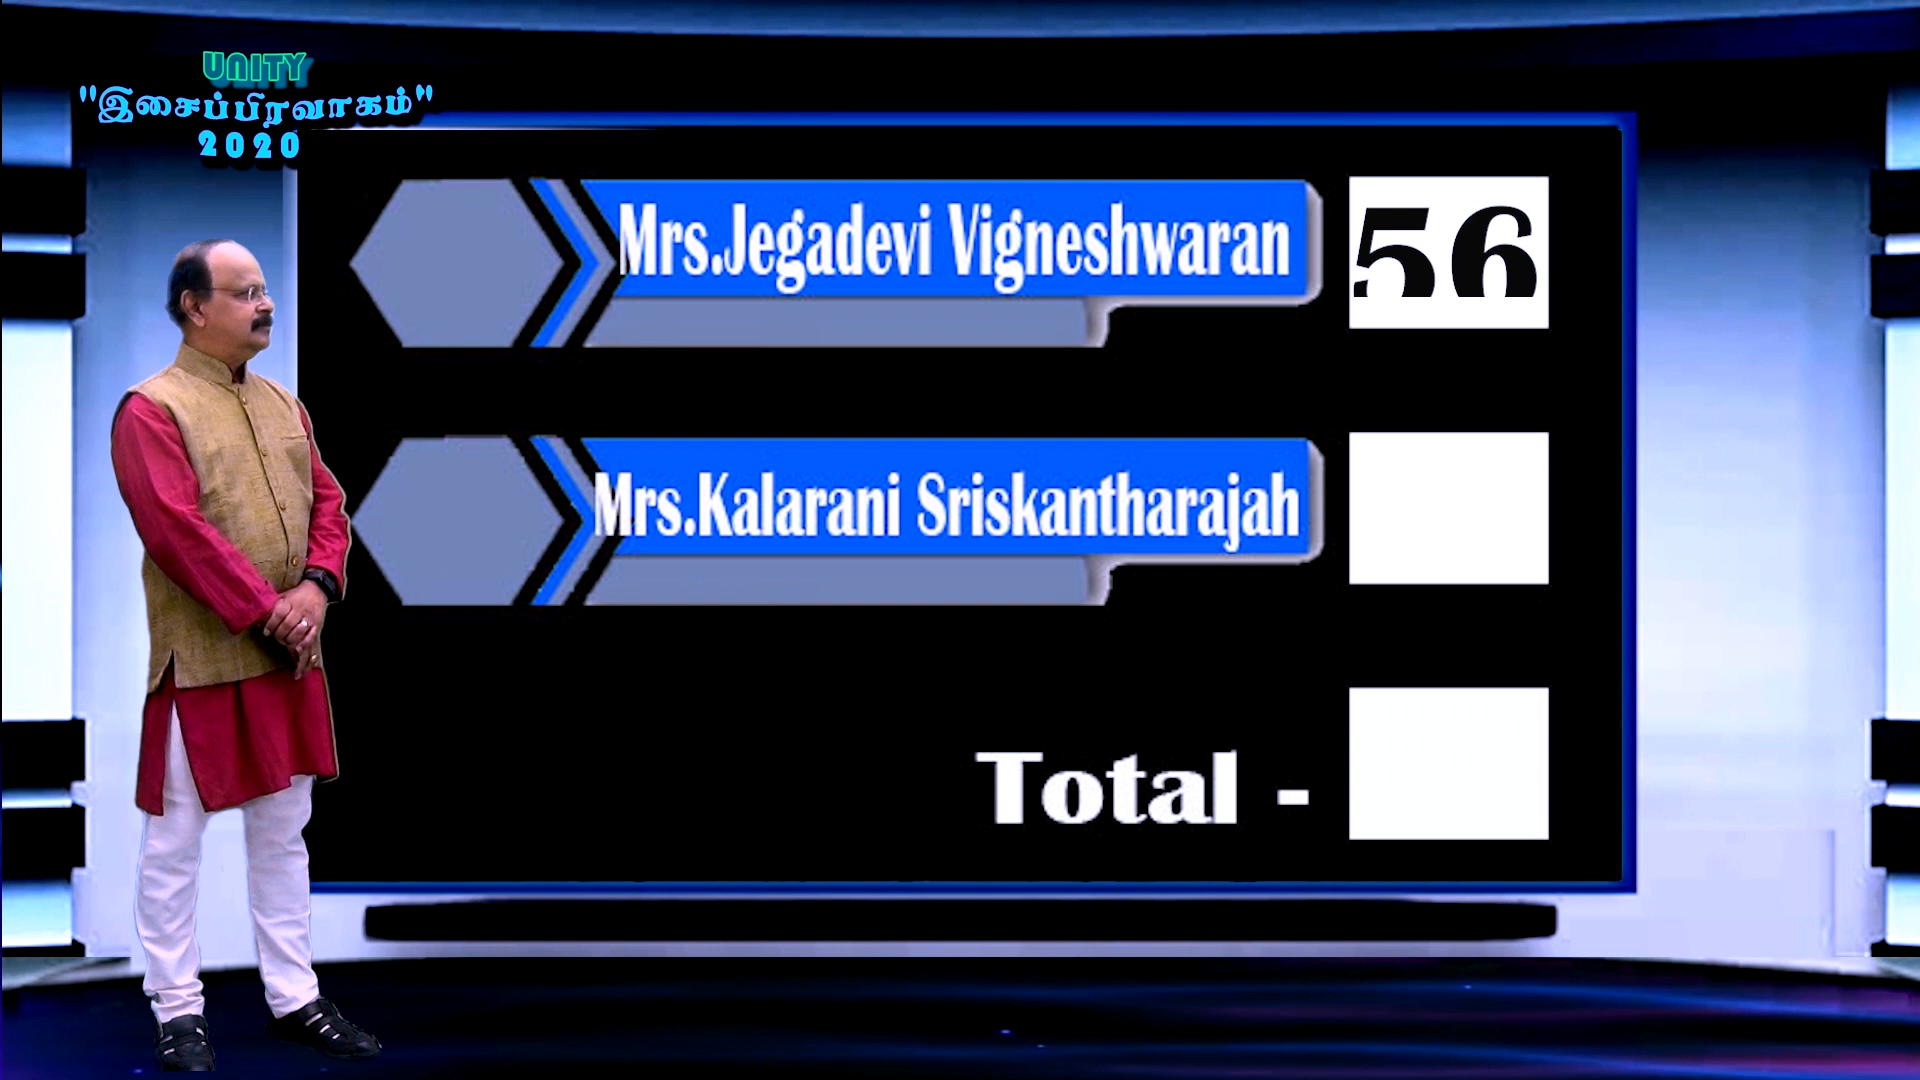 UNITY
"இசைப்பிரவாகம்"
2020
Mrs.Jegadevi Vigneshwaran
56
Mrs.Kalarani Sriskantharajah
Total -